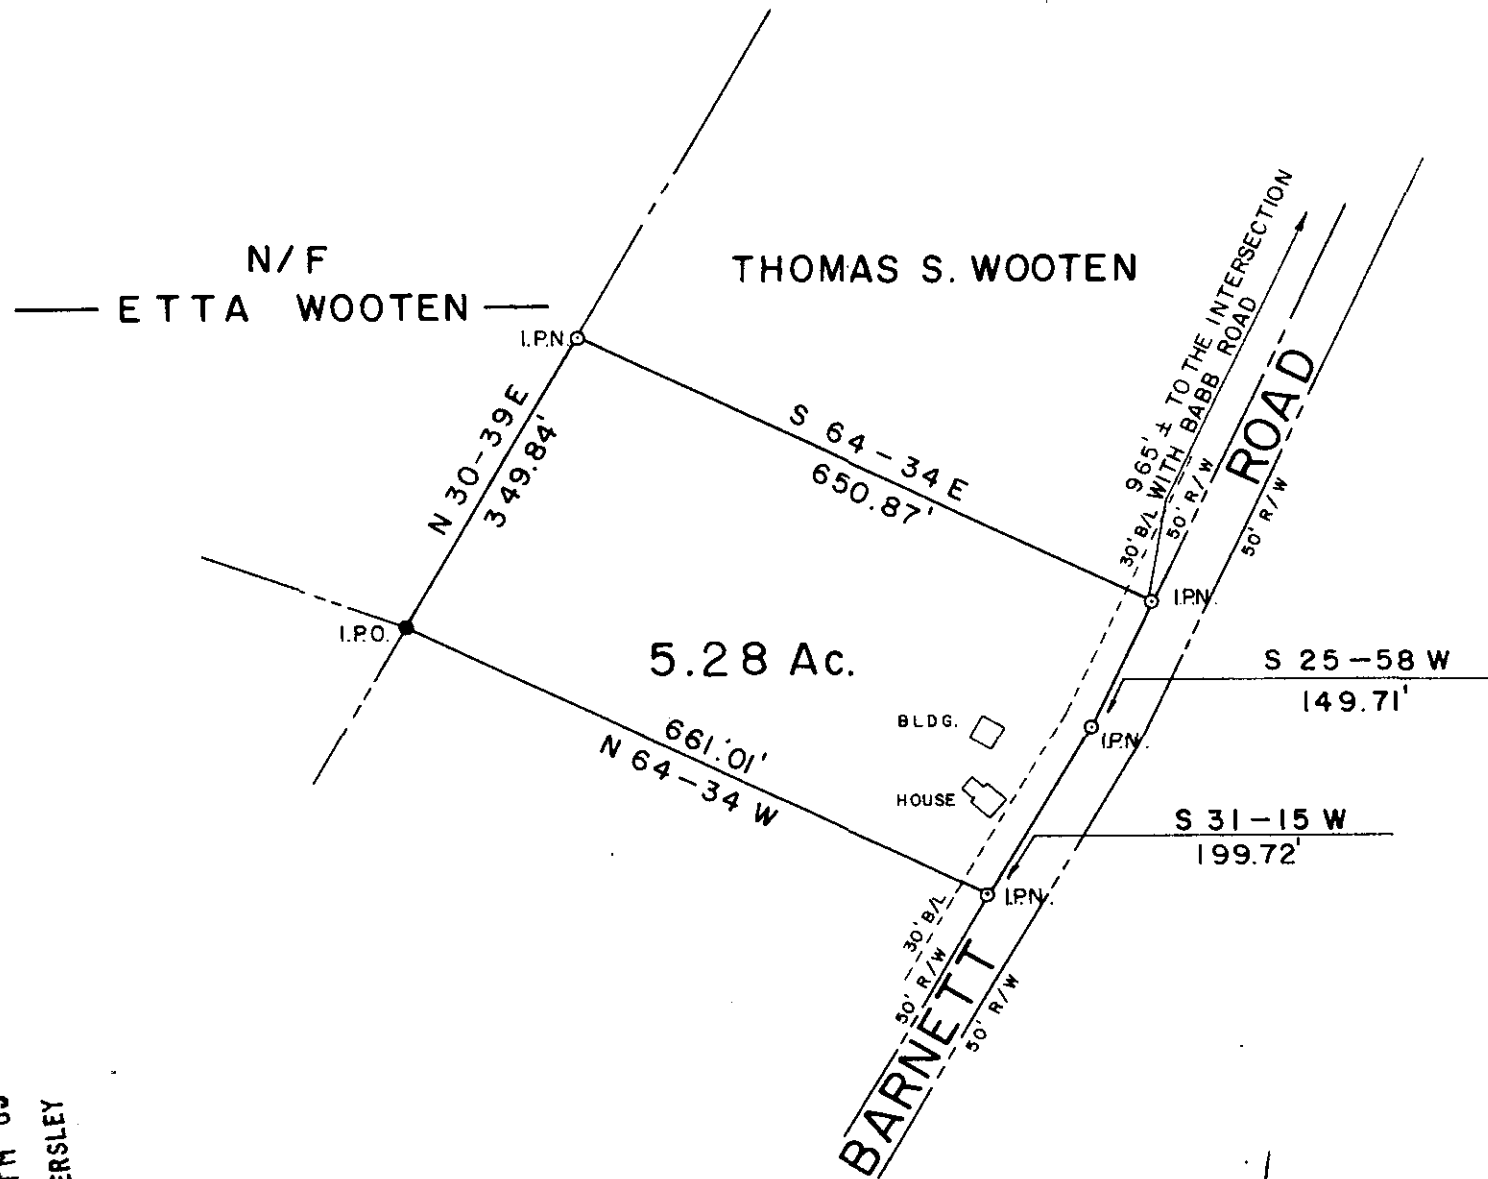 N/F
ETTA WOOTEN
THOMAS S. WOOTEN
I.P.N.
N 30-39 E
349.84'
S 64-34 E
650.87'
965' ± TO THE INTERSECTION
WITH BABB ROAD
30' B/L
50' R/W
ROAD
50' R/W
I.P.N.
I.P.O.
5.28 Ac.
S 25-58 W
149.71'
BLDG.
I.P.N.
661.01'
N 64-34 W
HOUSE
S 31-15 W
199.72'
I.P.N.
30' B/L
50' R/W
BARNETT
50' R/W
ERSLEY